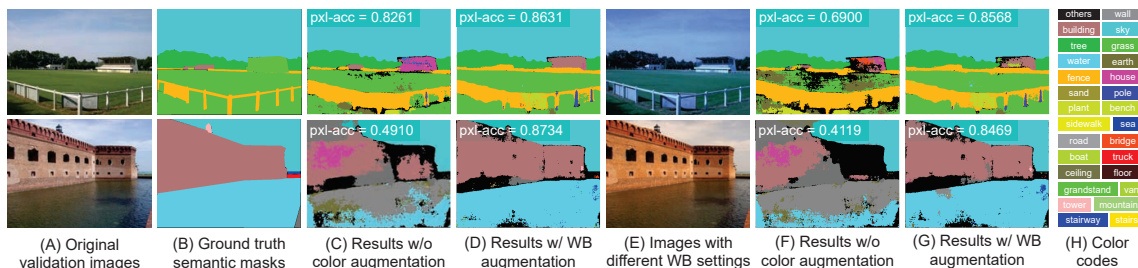 pxl-acc = 0.8261
pxl-acc = 0.8631
pxl-acc = 0.6900
pxl-acc = 0.8568
pxl-acc = 0.4910
pxl-acc = 0.8734
pxl-acc = 0.4119
pxl-acc = 0.8469
others wall
building sky
tree grass
water earth
fence house
sand pole
plant bench
sidewalk sea
road bridge
boat truck
ceiling floor
grandstand van
tower mountain
stairway stairs
(A) Original
validation images
(B) Ground truth
semantic masks
(C) Results w/o
color augmentation
(D) Results w/ WB
augmentation
(E) Images with
different WB settings
(F) Results w/o
color augmentation
(G) Results w/ WB
augmentation
(H) Color
codes